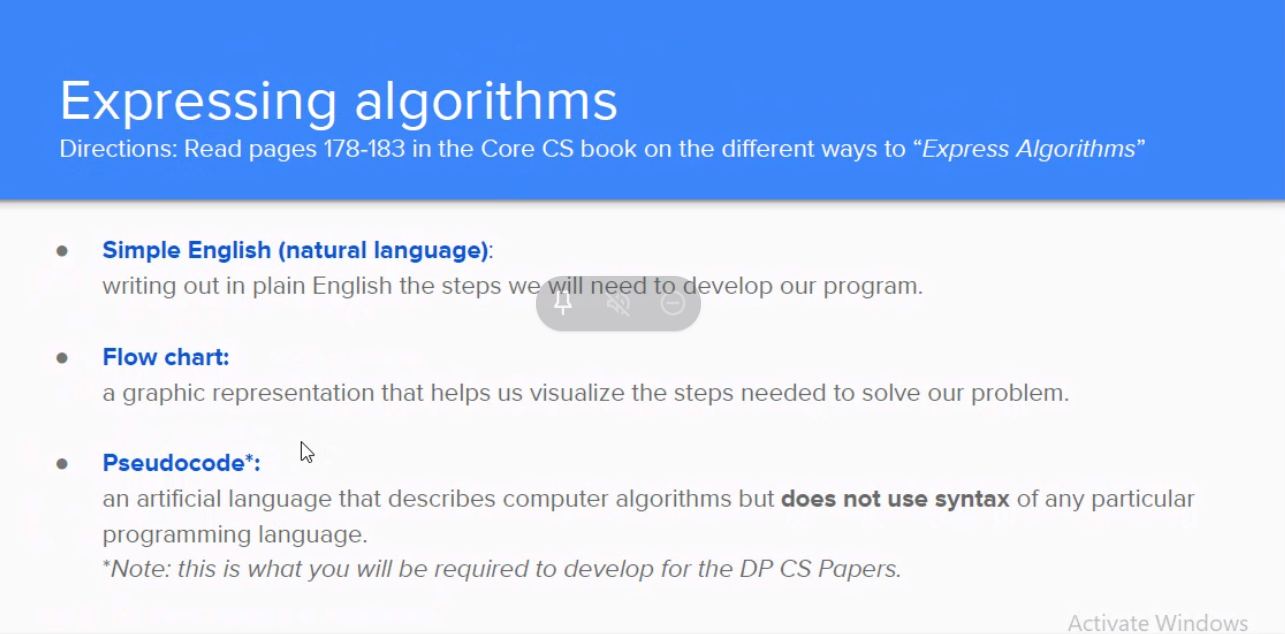 Expressing algorithms
Directions: Read pages 178-183 in the Core CS book on the different ways to “Express Algorithms”
● Simple English (natural language):
writing out in plain English the steps we will need to develop our program.
● Flow chart:
a graphic representation that helps us visualize the steps needed to solve our problem.
● Pseudocode*:
an artificial language that describes computer algorithms but does not use syntax of any particular
programming language.
*Note: this is what you will be required to develop for the DP CS Papers.
Activate Windows